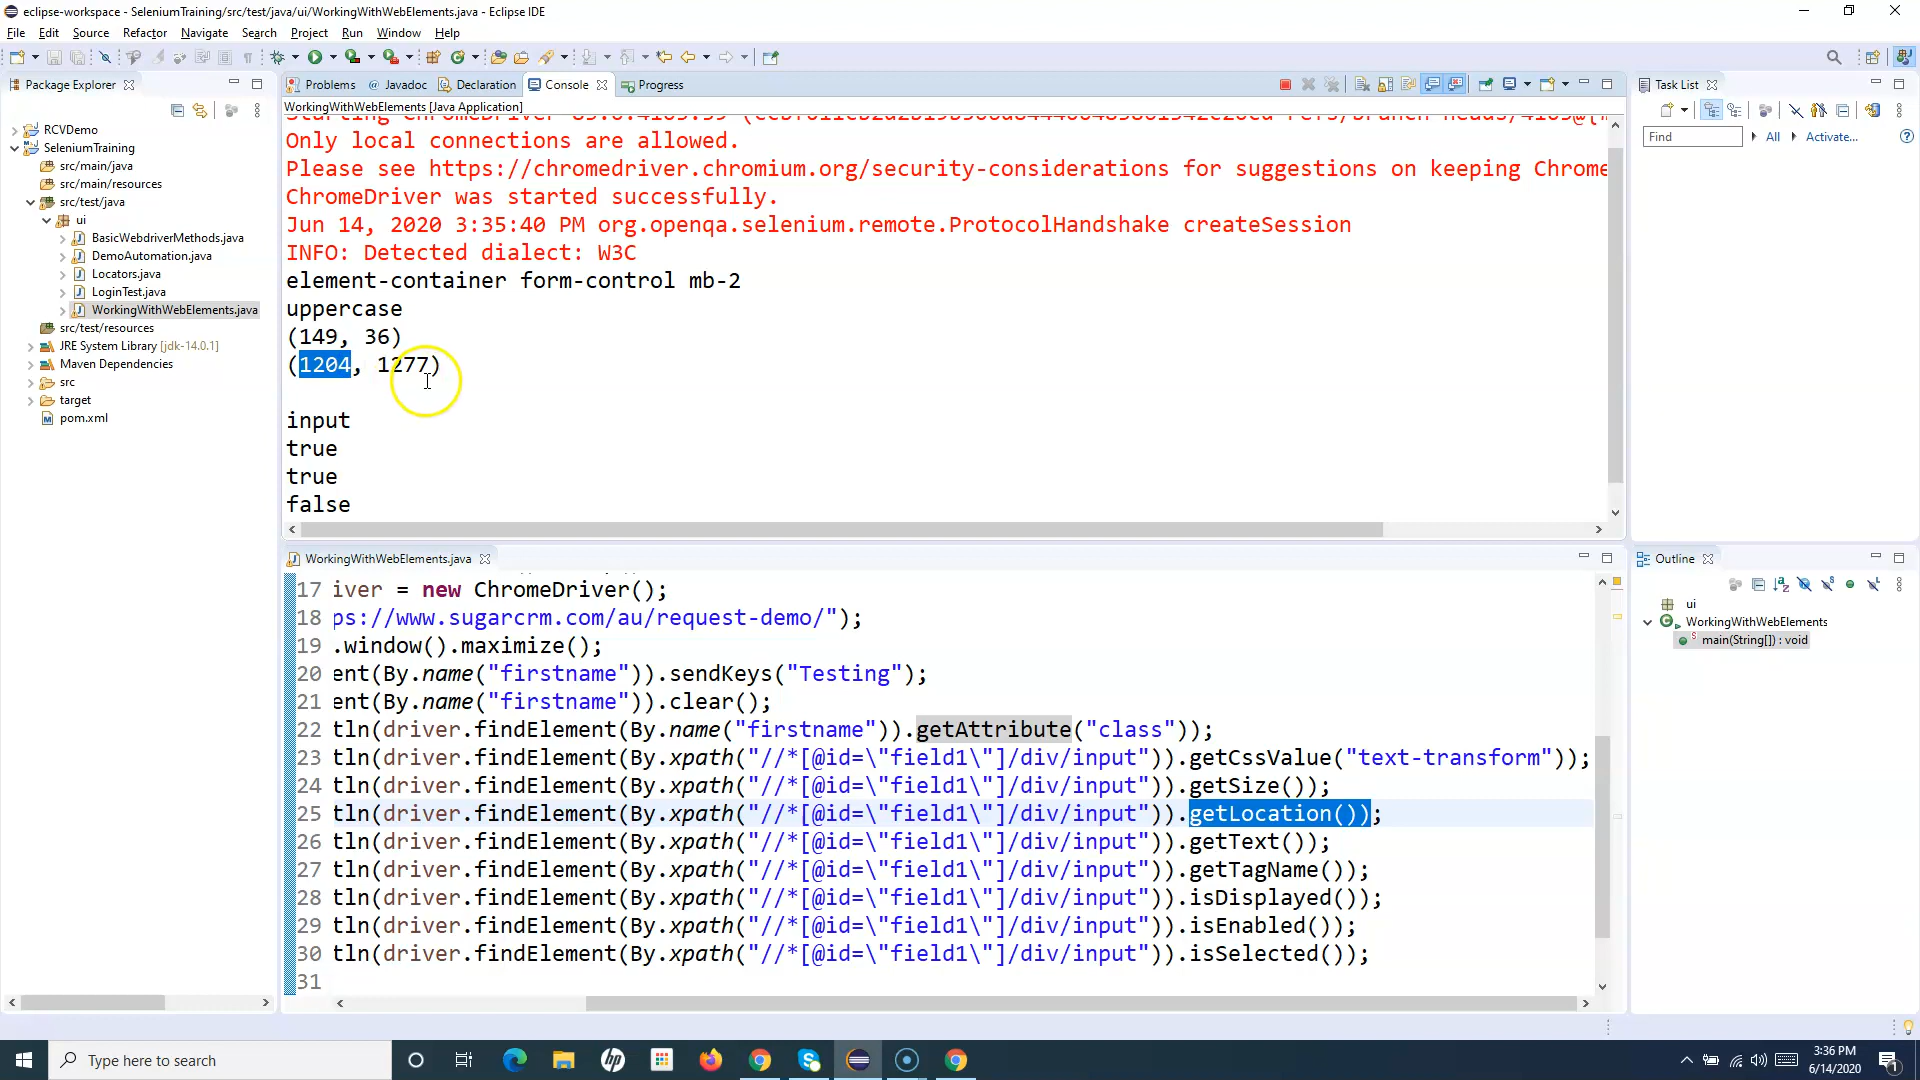 eclipse-workspace - SeleniumTraining/src/test/java/ui/WorkingWithWebElements.java - Eclipse IDE
File Edit Source Refactor Navigate Search Project Run Window Help
Package Explorer
RCVDemo
SeleniumTraining
src/main/java
src/main/resources
src/test/java
ui
BasicWebdriverMethods.java
DemoAutomation.java
Locators.java
LoginTest.java
WorkingWithWebElements.java
src/test/resources
JRE System Library [jdk-14.0.1]
Maven Dependencies
src
target
pom.xml
Problems Javadoc Declaration Console Progress
WorkingWithWebElements [Java Application]
Only local connections are allowed.
Please see https://chromedriver.chromium.org/security-considerations for suggestions on keeping Chrome
ChromeDriver was started successfully.
Jun 14, 2020 3:35:40 PM org.openqa.selenium.remote.ProtocolHandshake createSession
INFO: Detected dialect: W3C
element-container form-control mb-2
uppercase
(149, 36)
(1204, 1277)
input
true
true
false
WorkingWithWebElements.java
17 iver = new ChromeDriver();
18 ps://www.sugarcrm.com/au/request-demo/");
19 .window().maximize();
20 ent(By.name("firstname")).sendKeys("Testing");
21 ent(By.name("firstname")).clear();
22 tln(driver.findElement(By.name("firstname")).getAttribute("class"));
23 tln(driver.findElement(By.xpath("//*[@id=\"field1\"]/div/input")).getCssValue("text-transform"));
24 tln(driver.findElement(By.xpath("//*[@id=\"field1\"]/div/input")).getSize());
25 tln(driver.findElement(By.xpath("//*[@id=\"field1\"]/div/input")).getLocation());
26 tln(driver.findElement(By.xpath("//*[@id=\"field1\"]/div/input")).getText());
27 tln(driver.findElement(By.xpath("//*[@id=\"field1\"]/div/input")).getTagName());
28 tln(driver.findElement(By.xpath("//*[@id=\"field1\"]/div/input")).isDisplayed());
29 tln(driver.findElement(By.xpath("//*[@id=\"field1\"]/div/input")).isEnabled());
30 tln(driver.findElement(By.xpath("//*[@id=\"field1\"]/div/input")).isSelected());
31
Task List
Find All Activate...
Outline
ui
WorkingWithWebElements
main(String[]) : void
Type here to search
3:36 PM
6/14/2020